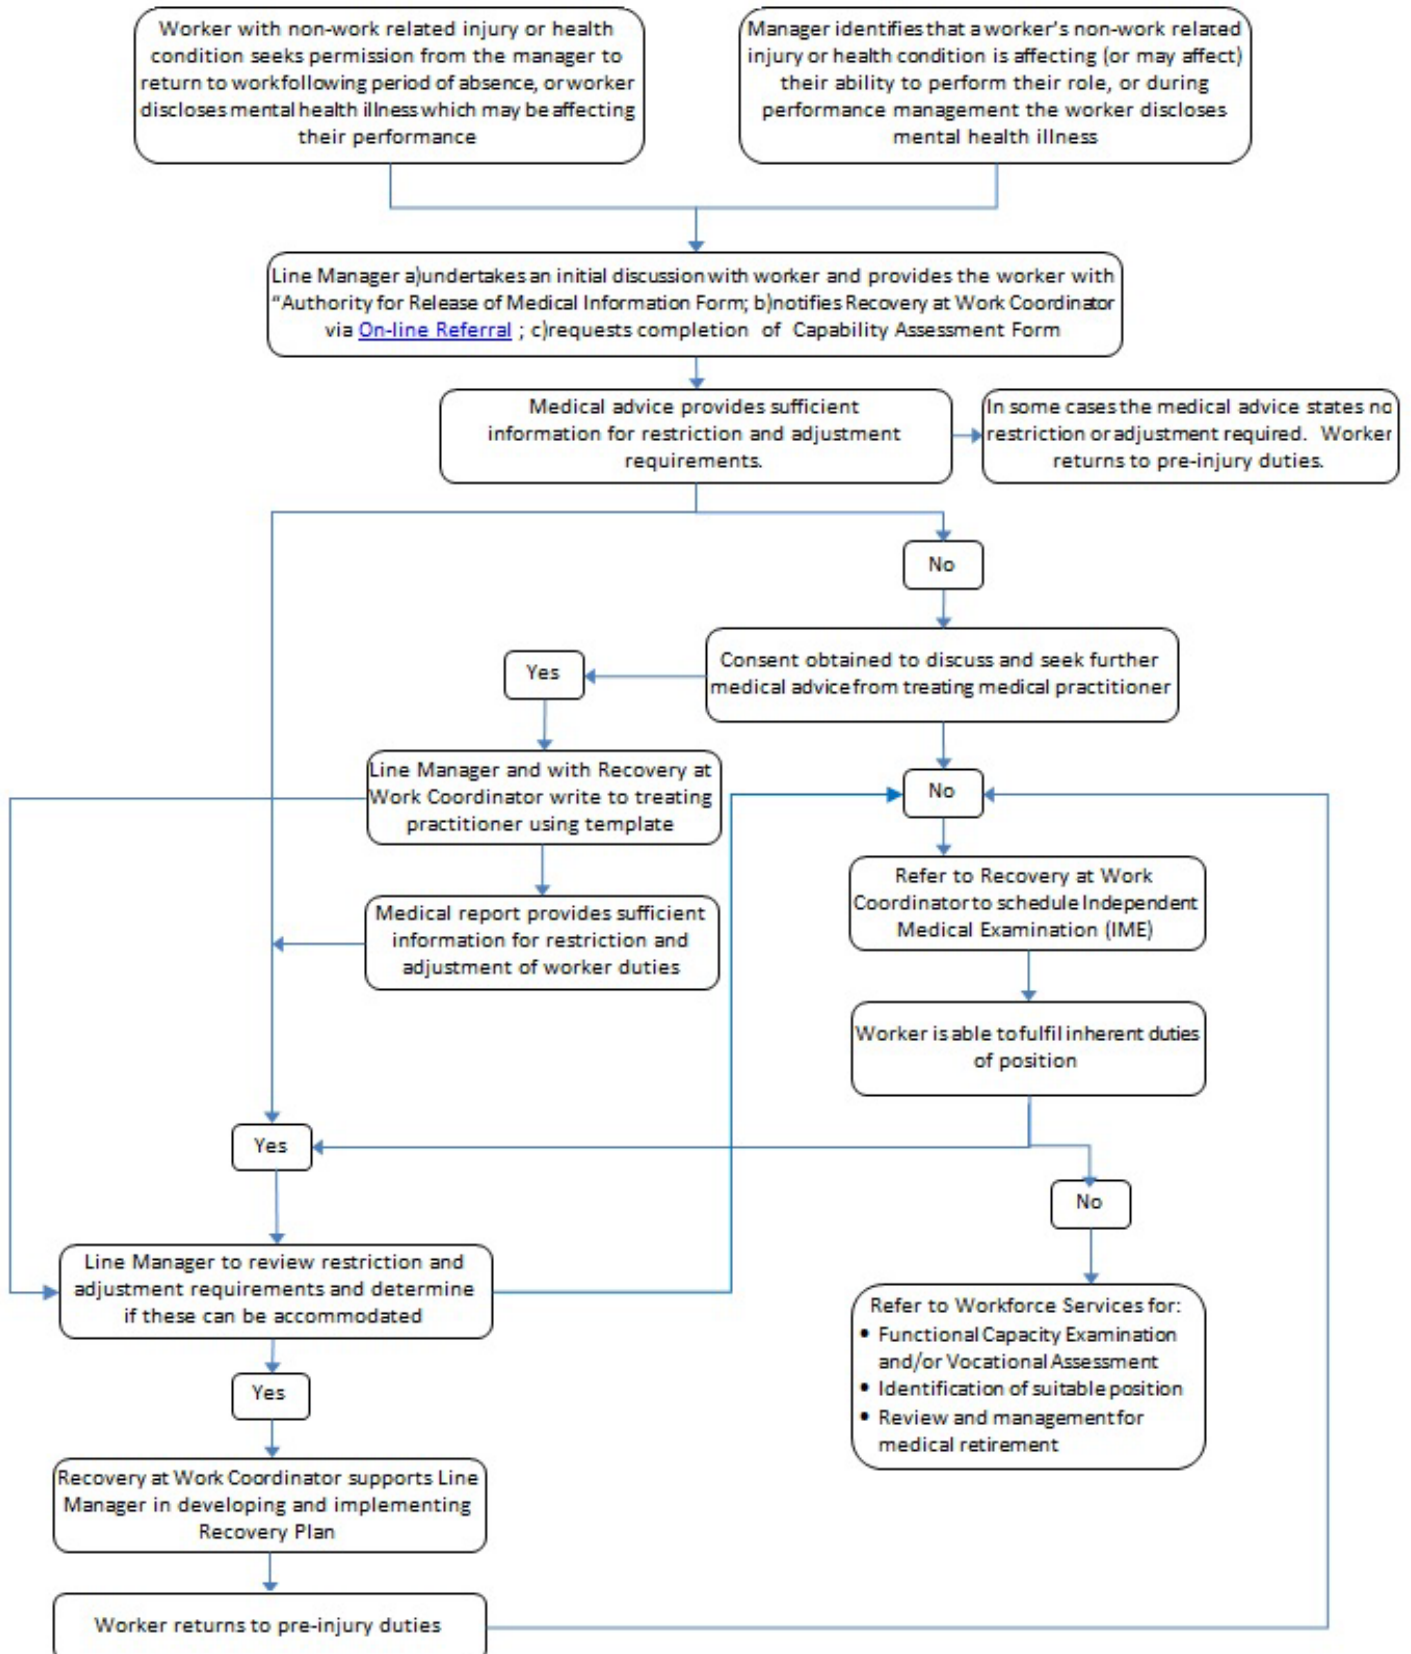 Worker with non-work related injury or health
condition seeks permission from the manager to
return to workfollowing period of absence, or worker
discloses mental health illness which may be affecting
their performance
Manager identifies that a worker's non-work related
injury or health condition is affecting (or may affect)
their ability to perform their role, or during
performance management the worker discloses
mental health illness
Line Manager a)undertakes an initial discussion with worker and provides the worker with
"Authority for Release of Medical Information Form; b)notifies Recovery at Work Coordinator
via On-line Referral ; c)requests completion of Capability Assessment Form
Medical advice provides sufficient
information for restriction and adjustment
requirements.
In some cases the medical advice states no
restriction or adjustment required. Worker
returns to pre-injury duties.
No
Consent obtained to discuss and seek further
medical advice from treating medical practitioner
Yes
Line Manager and with Recovery at
Work Coordinator write to treating
practitioner using template
No
Refer to Recovery at Work
Coordinator to schedule Independent
Medical Examination (IME)
Medical report provides sufficient
information for restriction and
adjustment of worker duties
Worker is able to fulfil inherent duties
of position
Yes
No
Line Manager to review restriction and
adjustment requirements and determine
if these can be accommodated
Refer to Workforce Services for:
• Functional Capacity Examination
and/or Vocational Assessment
• Identification of suitable position
• Review and management for
medical retirement
Yes
Recovery at Work Coordinator supports Line
Manager in developing and implementing
Recovery Plan
Worker returns to pre-injury duties